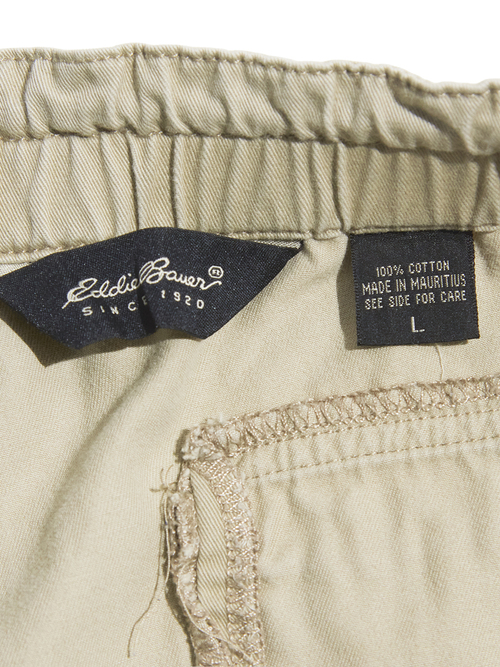 Eddie Bauer®
SINCE 1920
100% COTTON
MADE IN MAURITIUS
SEE SIDE FOR CARE
L